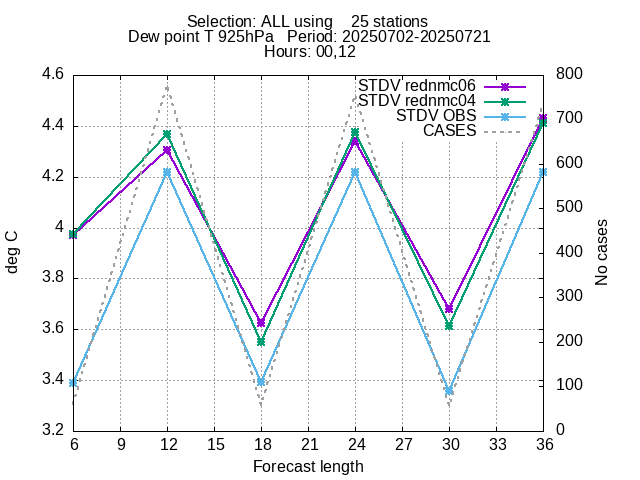 Selection: ALL using    25 stations
Dew point T 925hPa   Period: 20250702-20250721
Hours: 00,12
STDV rednmc06
STDV rednmc04
STDV OBS
CASES
4.6
4.4
4.2
4
3.8
3.6
3.4
3.2
deg C
800
700
600
500
400
300
200
100
0
No cases
6 9 12 15 18 21 24 27 30 33 36
Forecast length